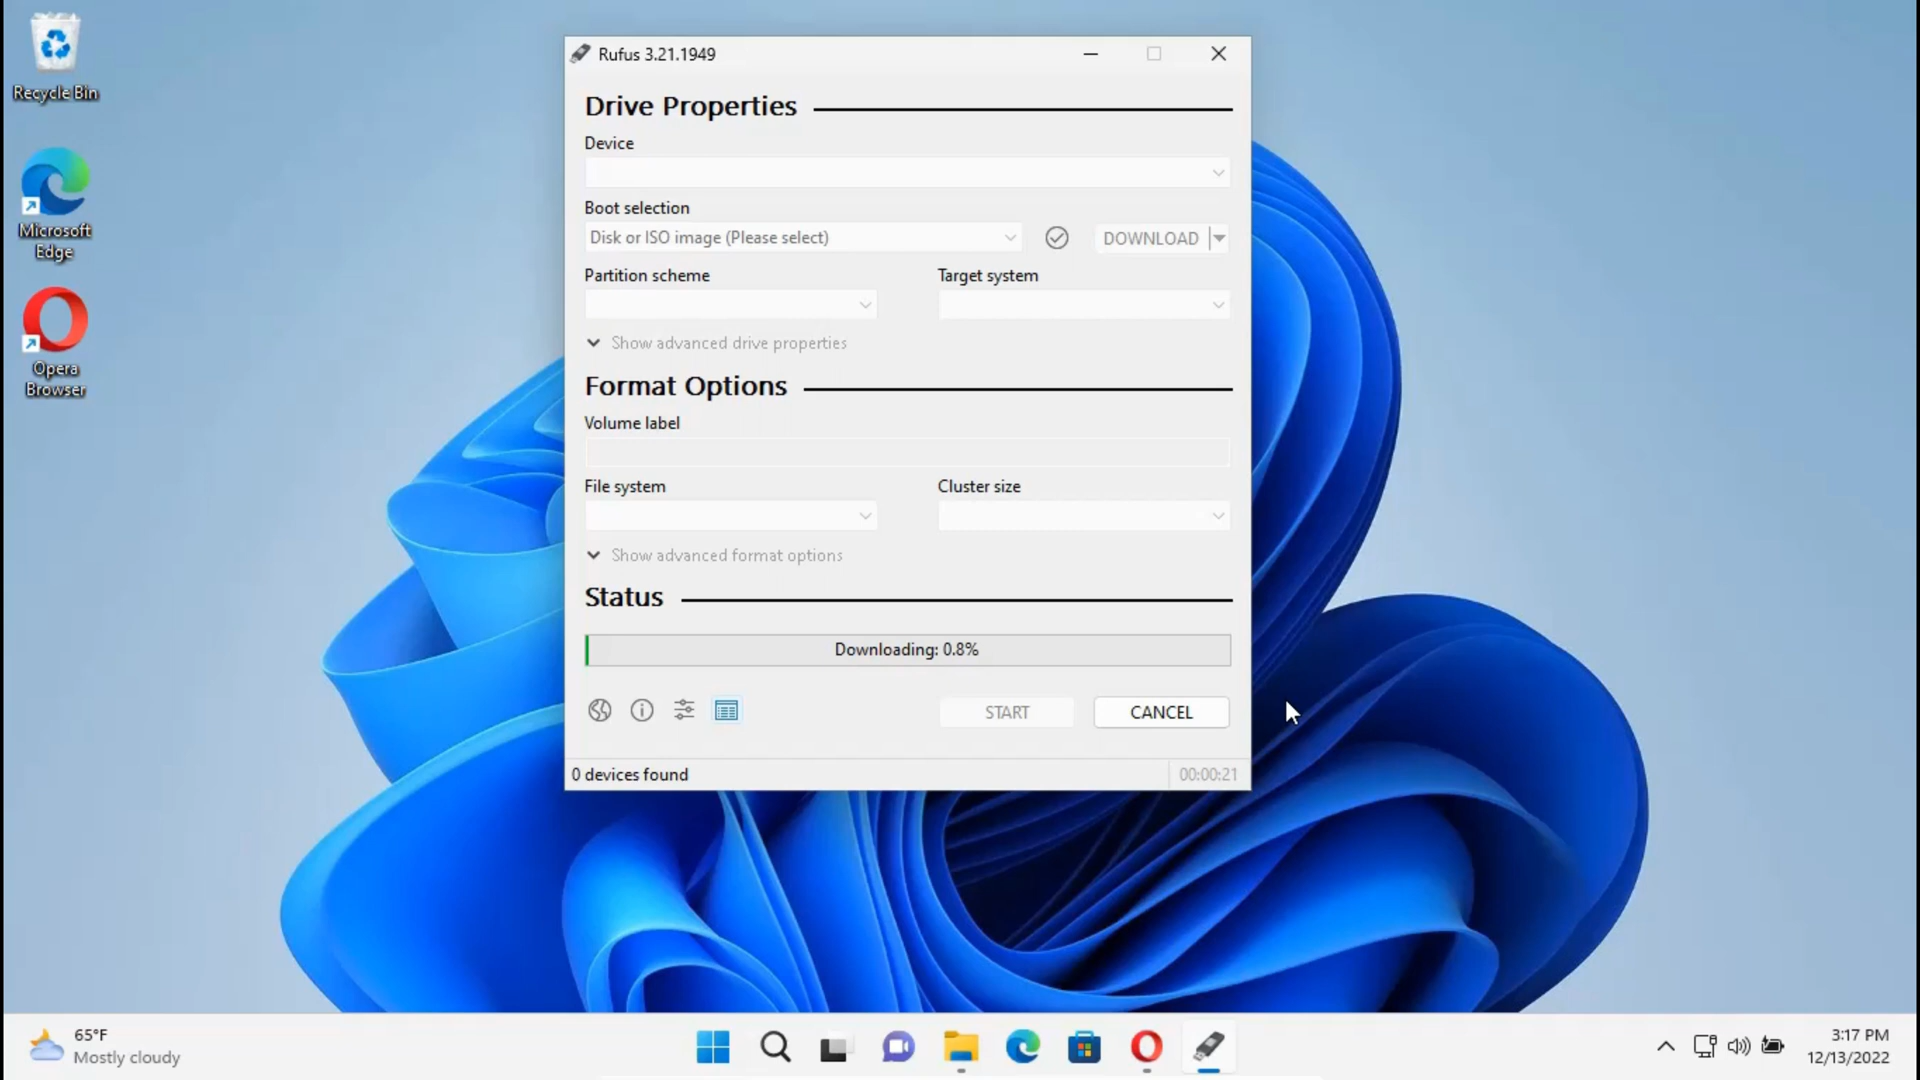 Recycle Bin
Microsoft
Edge
Opera
Browser
Rufus 3.21.1949
Drive Properties
Device
Boot selection
Disk or ISO image (Please select)
DOWNLOAD
Partition scheme
Target system
Show advanced drive properties
Format Options
Volume label
File system
Cluster size
Show advanced format options
Status
Downloading: 0.8%
START
CANCEL
0 devices found
00:00:21
65°F
Mostly cloudy
3:17 PM
12/13/2022